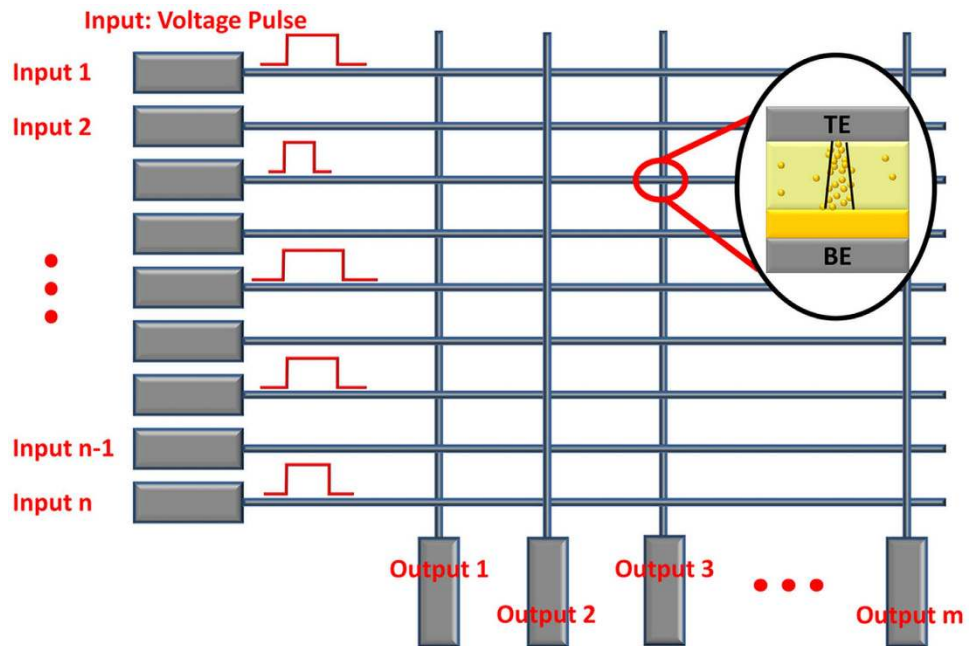 Input: Voltage Pulse
Input 1
Input 2
TE
BE
Input n-1
Input n
Output 1
Output 2
Output 3
Output m